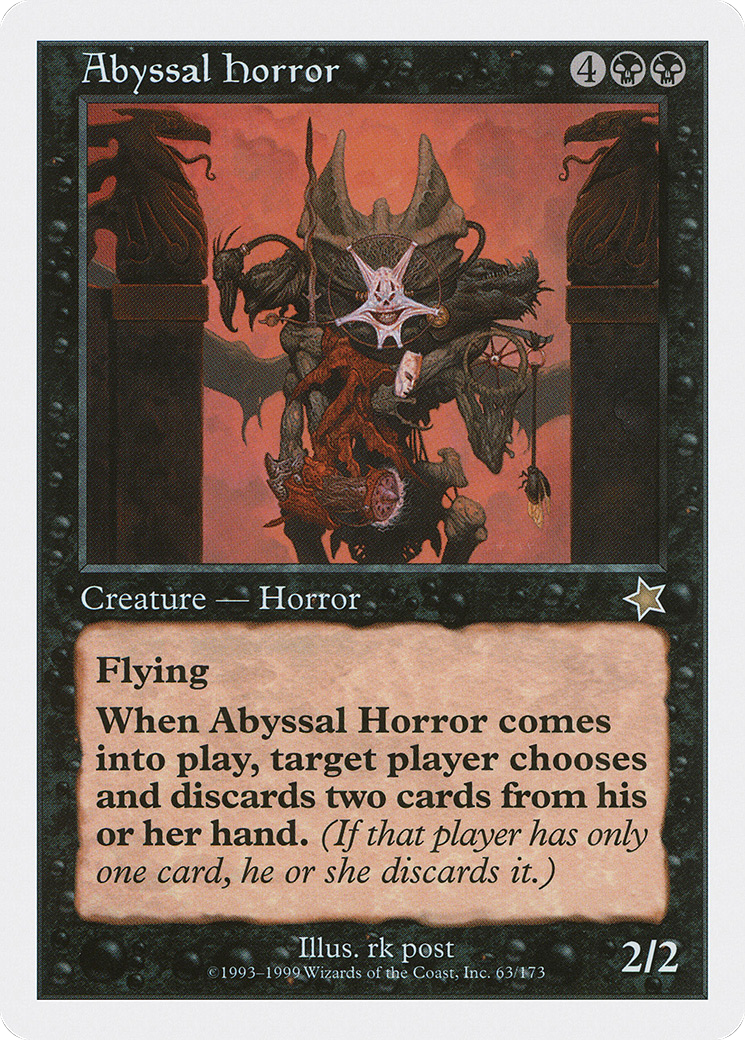 Abyssal Horror
4
Creature — Horror
Flying
When Abyssal Horror comes
into play, target player chooses
and discards two cards from his
or her hand. (If that player has only
one card, he or she discards it.)
Illus. rk post
©1993–1999 Wizards of the Coast, Inc. 63/173
2/2